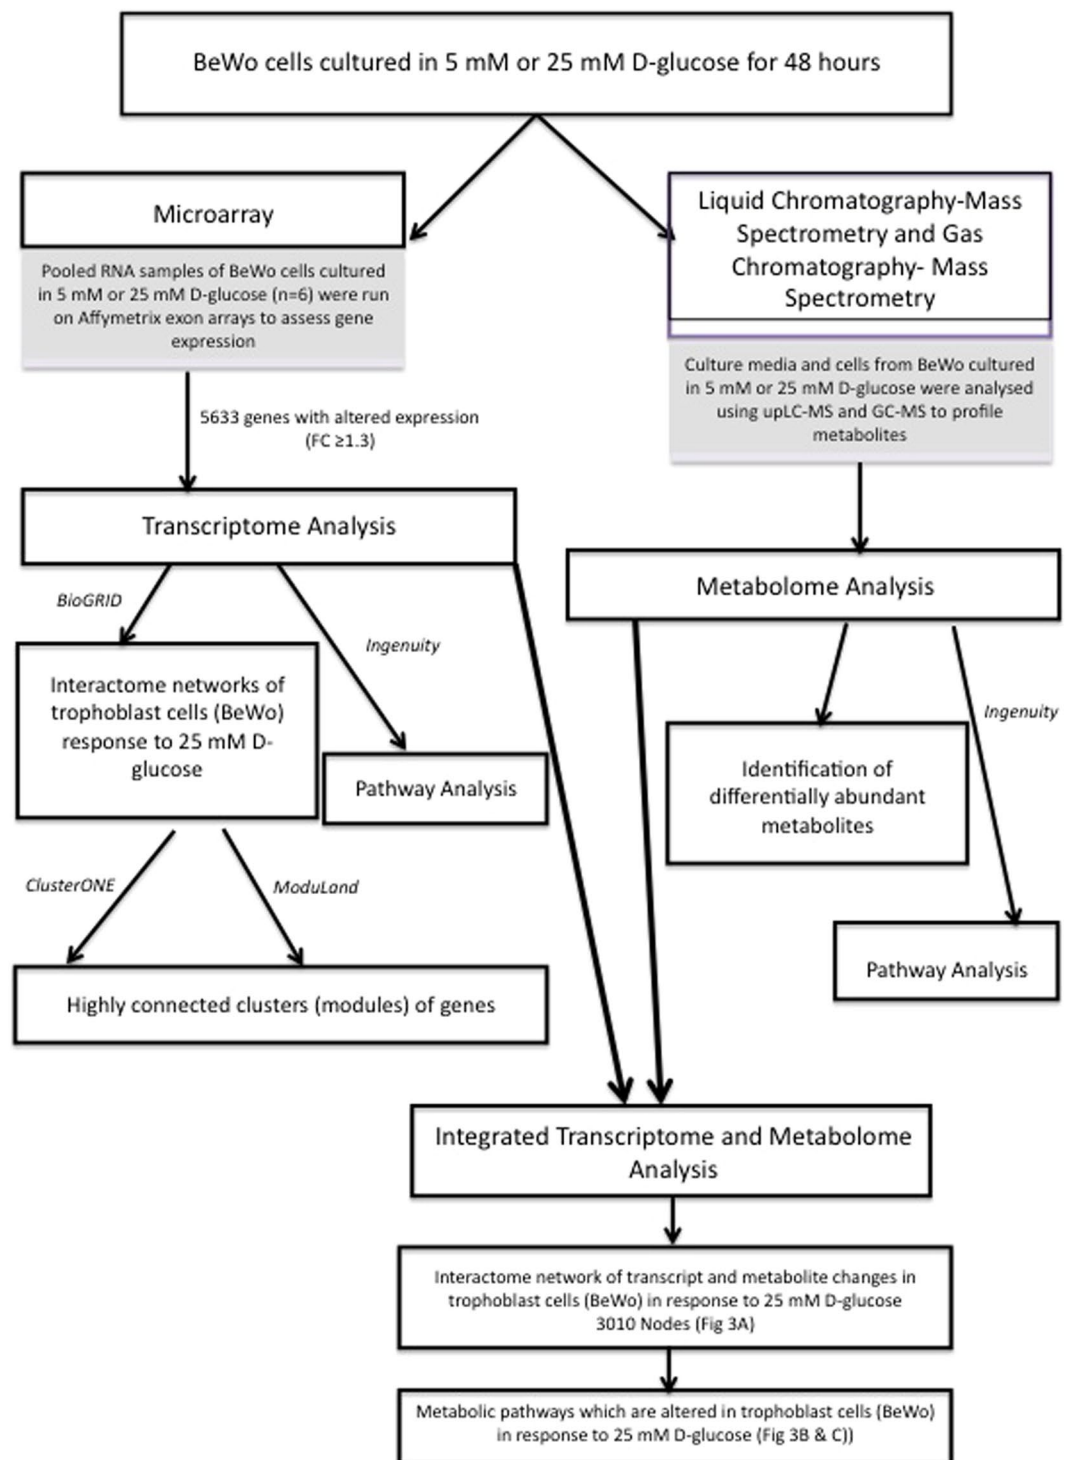 BeWo cells cultured in 5 mM or 25 mM D-glucose for 48 hours
Microarray
Pooled RNA samples of BeWo cells cultured
in 5 mM or 25 mM D-glucose (n=6) were run
on Affymetrix exon arrays to assess gene
expression
Liquid Chromatography-Mass
Spectrometry and Gas
Chromatography- Mass
Spectrometry
Culture media and cells from BeWo cultured
in 5 mM or 25 mM D-glucose were analysed
using upLC-MS and GC-MS to profile
metabolites
5633 genes with altered expression
(FC ≥1.3)
Transcriptome Analysis
Metabolome Analysis
BioGRID
Ingenuity
Interactome networks of
trophoblast cells (BeWo)
response to 25 mM D-
glucose
Pathway Analysis
Ingenuity
Identification of
differentially abundant
metabolites
ClusterONE
ModuLand
Highly connected clusters (modules) of genes
Pathway Analysis
Integrated Transcriptome and Metabolome
Analysis
Interactome network of transcript and metabolite changes in
trophoblast cells (BeWo) in response to 25 mM D-glucose
3010 Nodes (Fig 3A)
Metabolic pathways which are altered in trophoblast cells (BeWo)
in response to 25 mM D-glucose (Fig 3B & C))